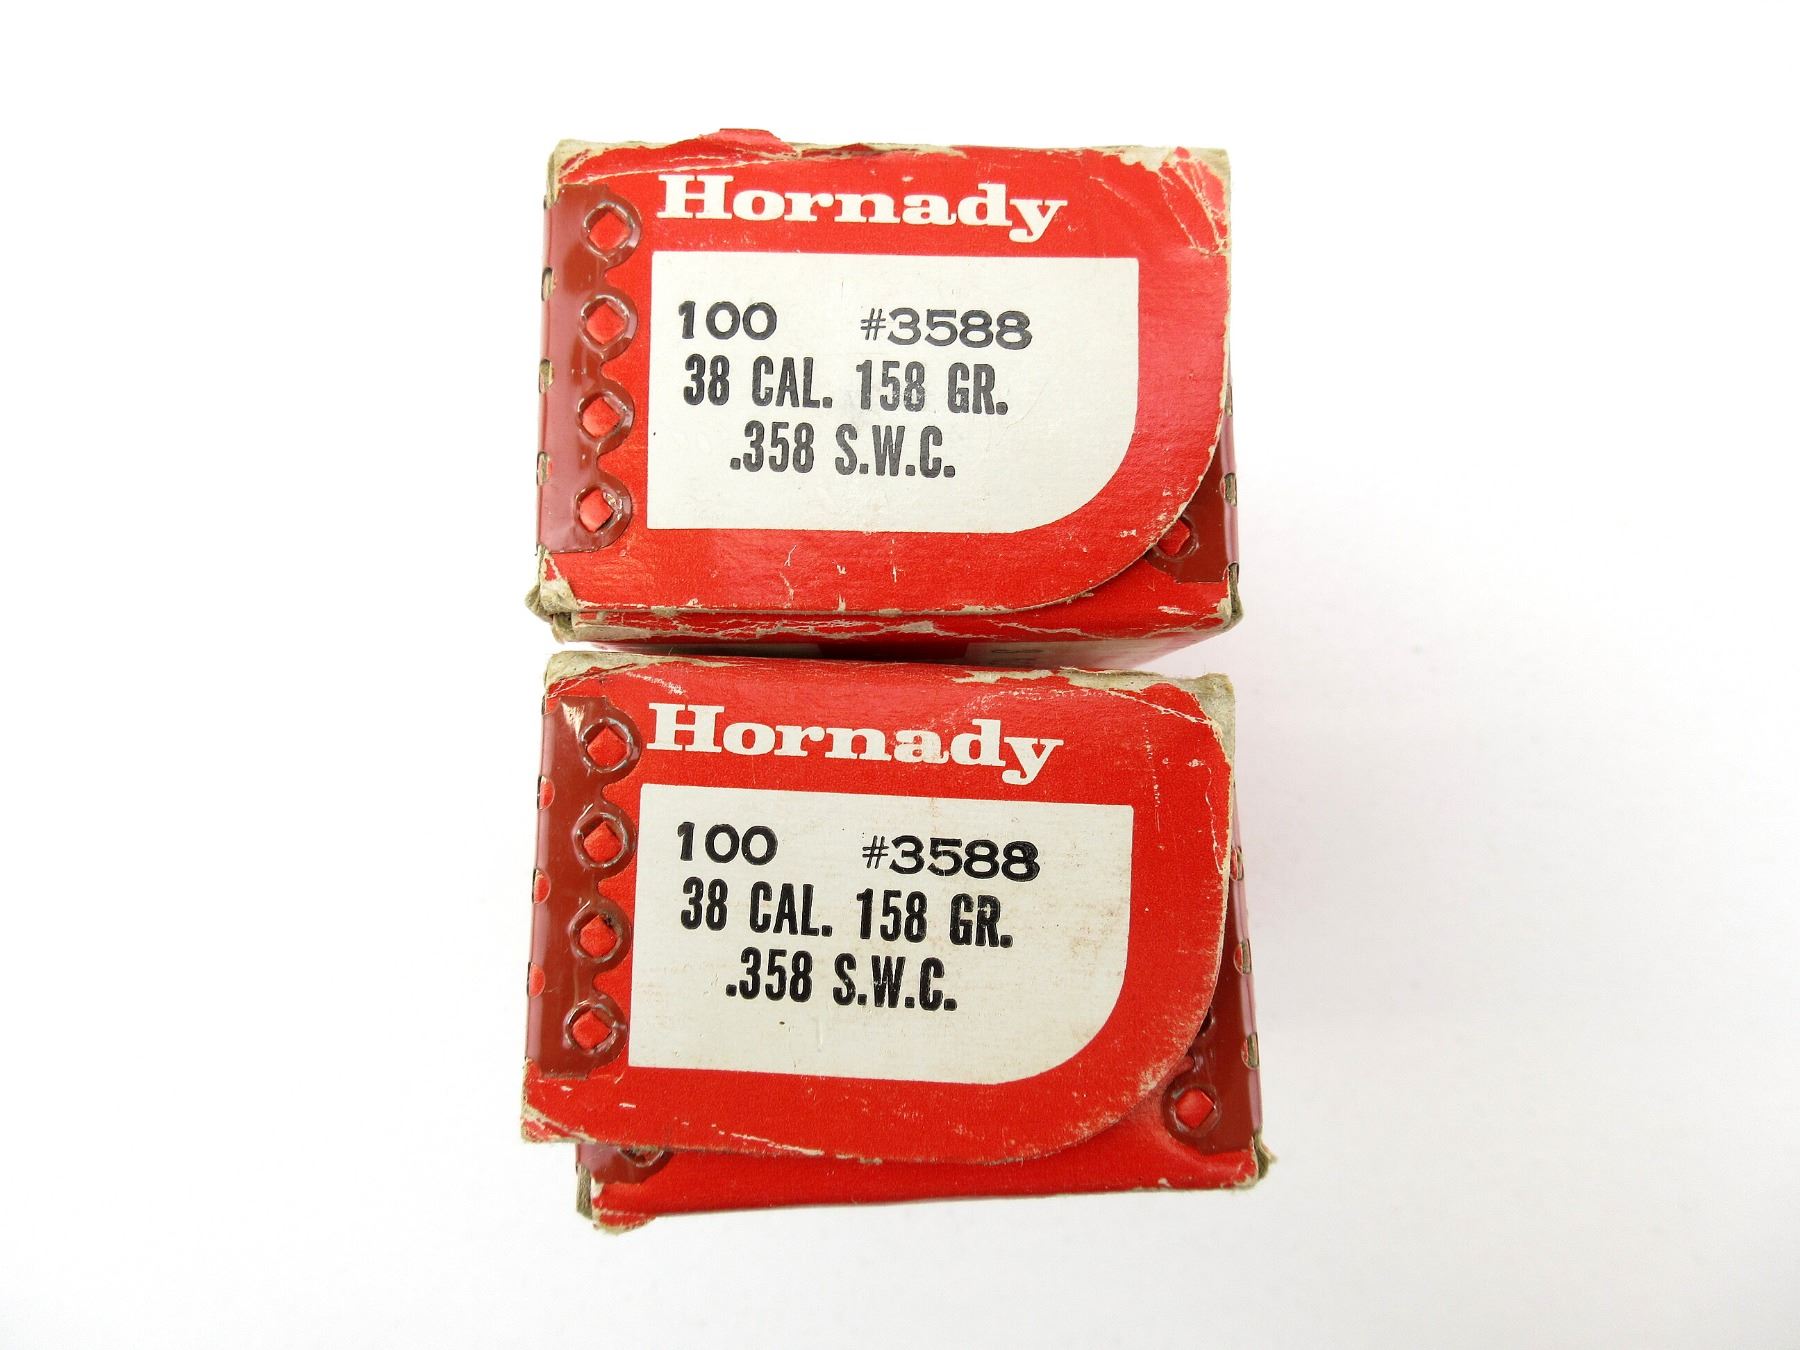 Hornady
100 #3588
38 CAL. 158 GR.
.358 S.W.C.
Hornady
100 #3588
38 CAL. 158 GR.
.358 S.W.C.